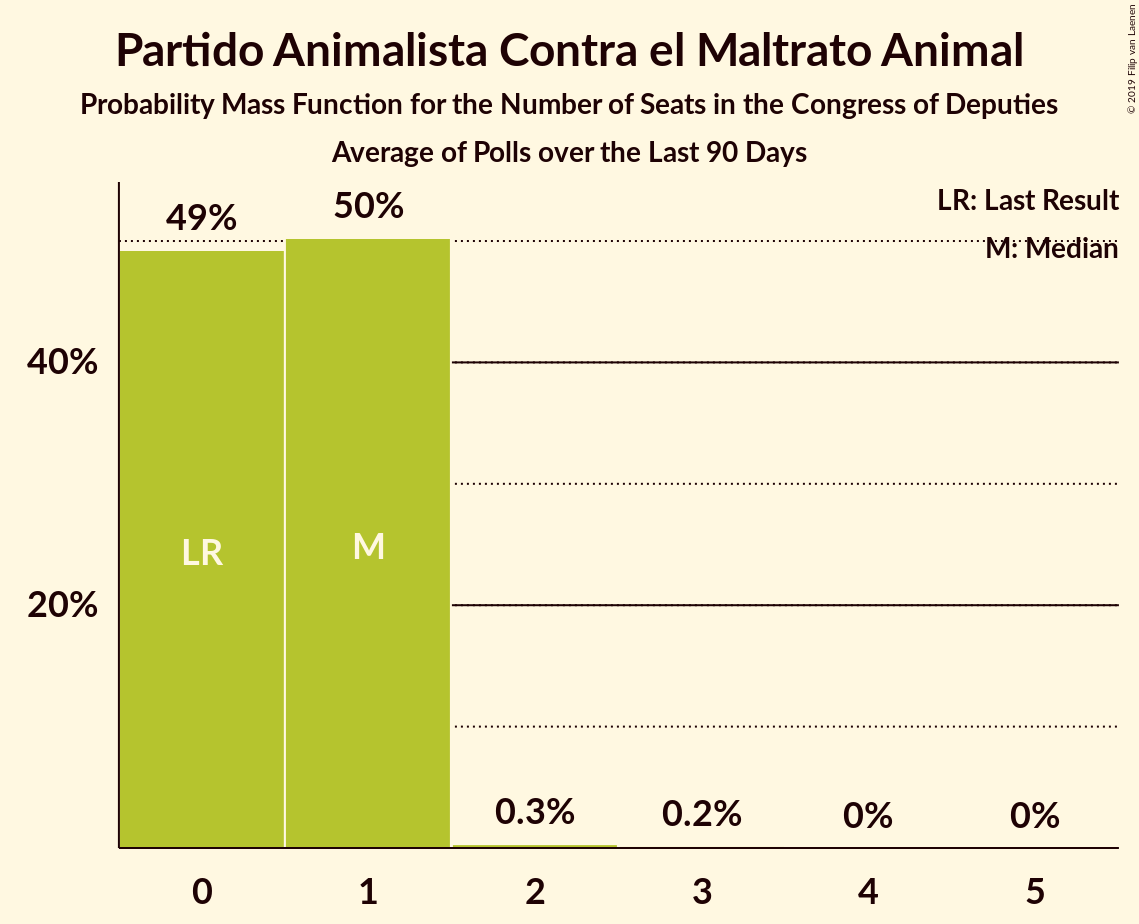 Partido Animalista Contra el Maltrato Animal
Probability Mass Function for the Number of Seats in the Congress of Deputies
Average of Polls over the Last 90 Days
© 2019 Filip van Laenen
LR: Last Result
M: Median
49%
50%
40%
20%
LR
M
0.3%
0.2%
0%
0%
0
1
2
3
4
5